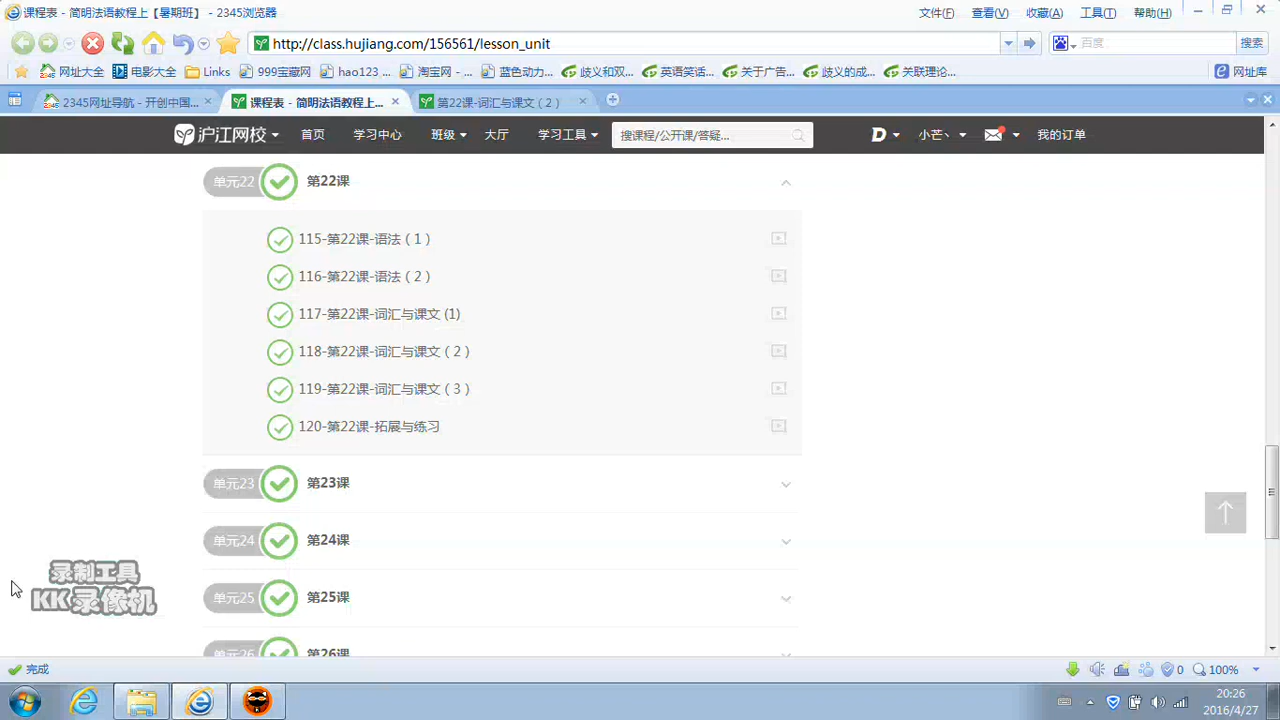 课程表 - 简明法语教程上【暑期班】 - 2345浏览器
文件(F) 查看(V) 收藏(A) 工具(T) 帮助(H)
http://class.hujiang.com/156561/lesson_unit
百度
搜索
网址大全 电影大全 Links 999宝藏网 hao123 ... 淘宝网 - ... 蓝色动力... 歧义和双... 英语笑话... 关于广告... 歧义的成... 关联理论... 网址库
2345网址导航 - 开创中国...
课程表 - 简明法语教程上...
第22课-词汇与课文（2）
沪江网校 首页 学习中心 班级 大厅 学习工具 搜课程/公开课/答疑... D 小芒丶 我的订单
单元22 第22课
115-第22课-语法（1）
116-第22课-语法（2）
117-第22课-词汇与课文 (1)
118-第22课-词汇与课文（2）
119-第22课-词汇与课文（3）
120-第22课-拓展与练习
单元23 第23课
单元24 第24课
单元25 第25课
单元26 第26课
录制工具
KK录像机
完成
0
100%
20:26
2016/4/27